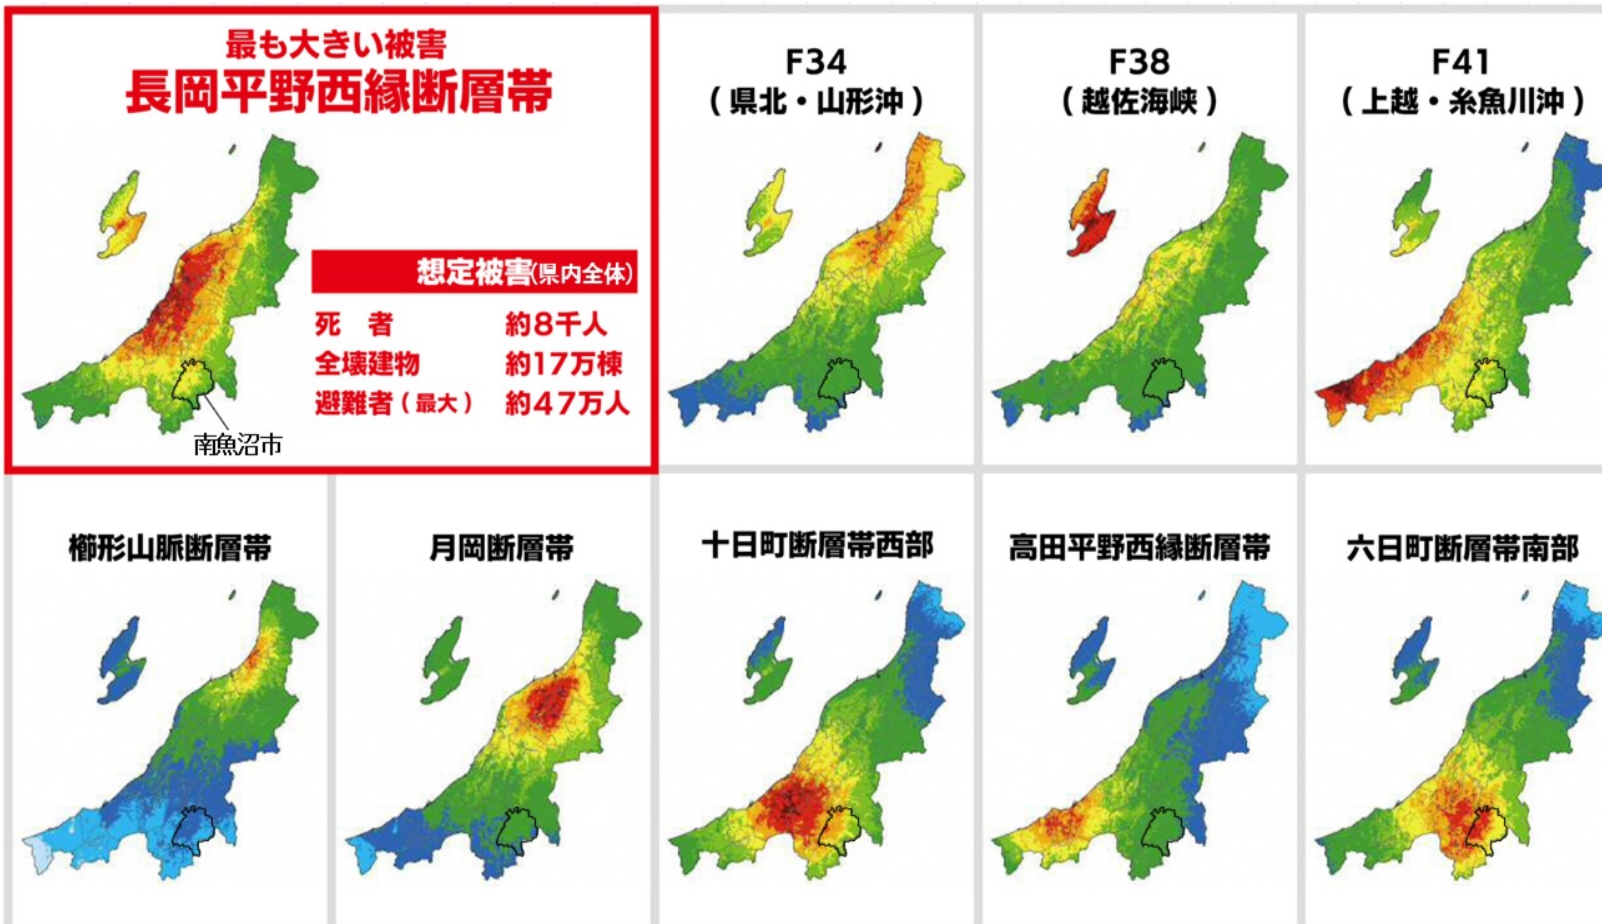 最も大きい被害
長岡平野西縁断層帯
想定被害(県内全体)
死　者　約8千人
全壊建物　約17万棟
避難者(最大)　約47万人
南魚沼市
F34
(県北・山形沖)
F38
(越佐海峡)
F41
(上越・糸魚川沖)
櫛形山脈断層帯
月岡断層帯
十日町断層帯西部
高田平野西縁断層帯
六日町断層帯南部